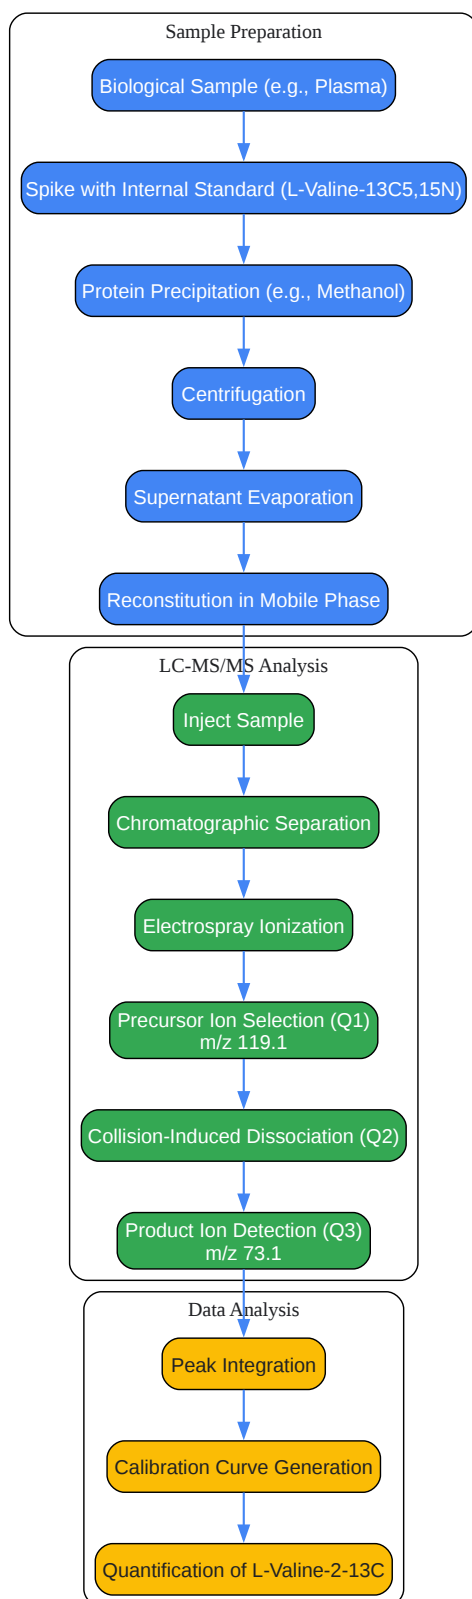 Sample Preparation
Biological Sample (e.g., Plasma)
Spike with Internal Standard (L-Valine-13C5,15N)
Protein Precipitation (e.g., Methanol)
Centrifugation
Supernatant Evaporation
Reconstitution in Mobile Phase
LC-MS/MS Analysis
Inject Sample
Chromatographic Separation
Electrospray Ionization
Precursor Ion Selection (Q1)
m/z 119.1
Collision-Induced Dissociation (Q2)
Product Ion Detection (Q3)
m/z 73.1
Data Analysis
Peak Integration
Calibration Curve Generation
Quantification of L-Valine-2-13C